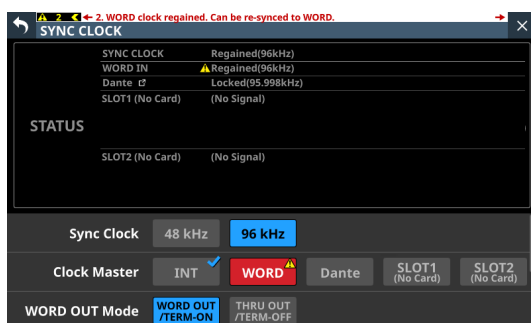 2 2. WORD clock regained. Can be re-synced to WORD.
SYNC CLOCK
SYNC CLOCK Regained(96kHz)
WORD IN Regained(96kHz)
Dante Locked(95.998kHz)
SLOT1 (No Card) (No Signal)
STATUS
SLOT2 (No Card) (No Signal)
Sync Clock 48 kHz 96 kHz
Clock Master INT WORD Dante SLOT1 (No Card) SLOT2 (No Card)
WORD OUT Mode WORD OUT /TERM-ON THRU OUT /TERM-OFF